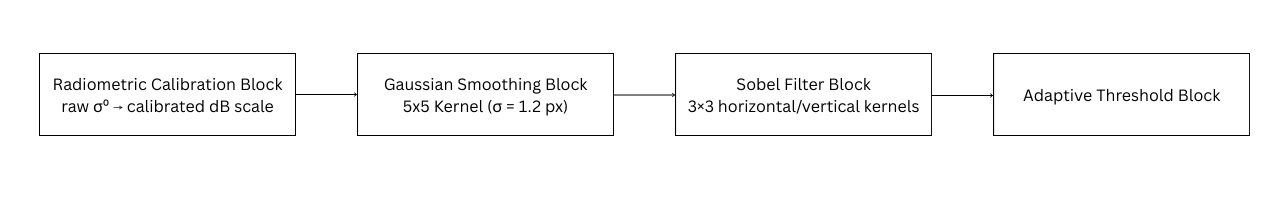 Radiometric Calibration Block
raw σ⁰ → calibrated dB scale
Gaussian Smoothing Block
5x5 Kernel (σ = 1.2 px)
Sobel Filter Block
3×3 horizontal/vertical kernels
Adaptive Threshold Block